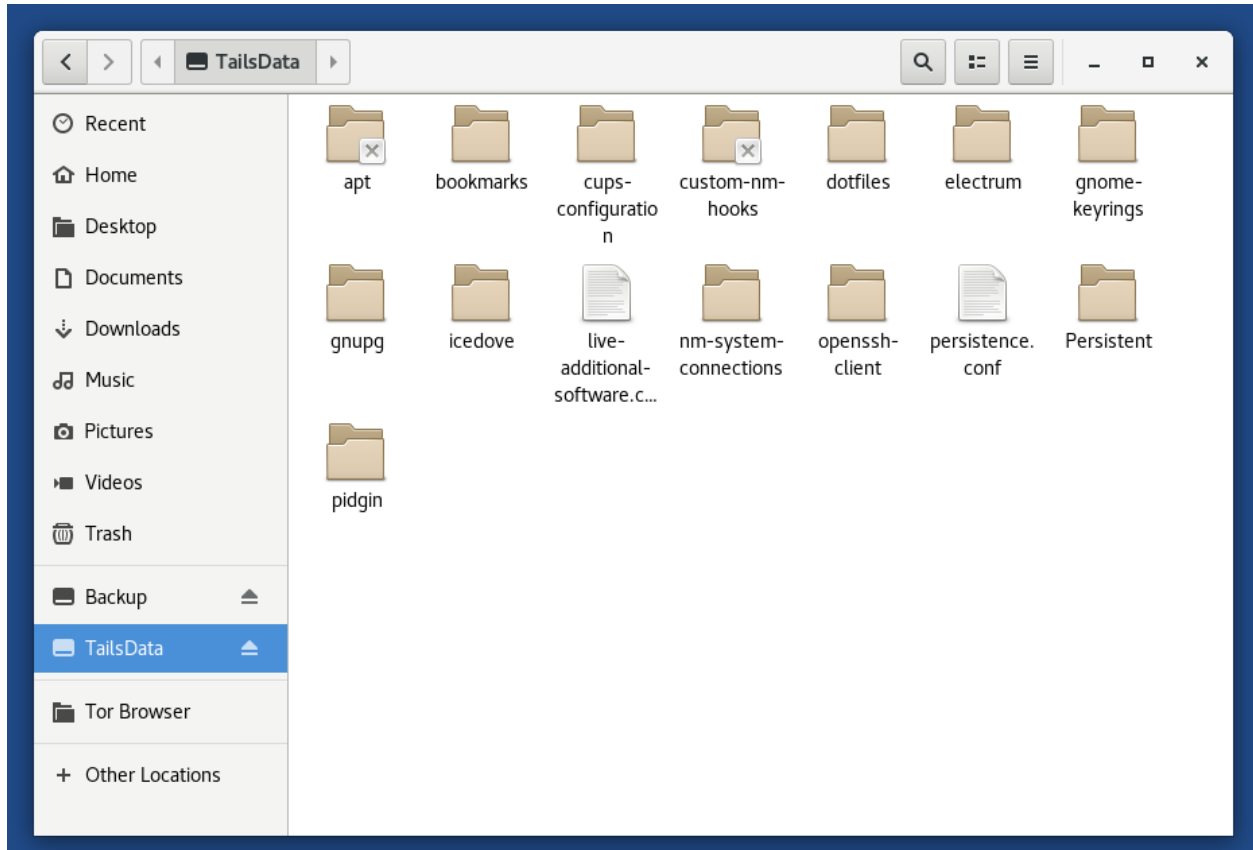 TailsData
Recent
Home
Desktop
Documents
Downloads
Music
Pictures
Videos
Trash
Backup
TailsData
Tor Browser
Other Locations
apt
bookmarks
cups-
configuratio
n
custom-nm-
hooks
dotfiles
electrum
gnome-
keyrings
gnupg
icedove
live-
additional-
software.c...
nm-system-
connections
openssh-
client
persistence.
conf
Persistent
pidgin